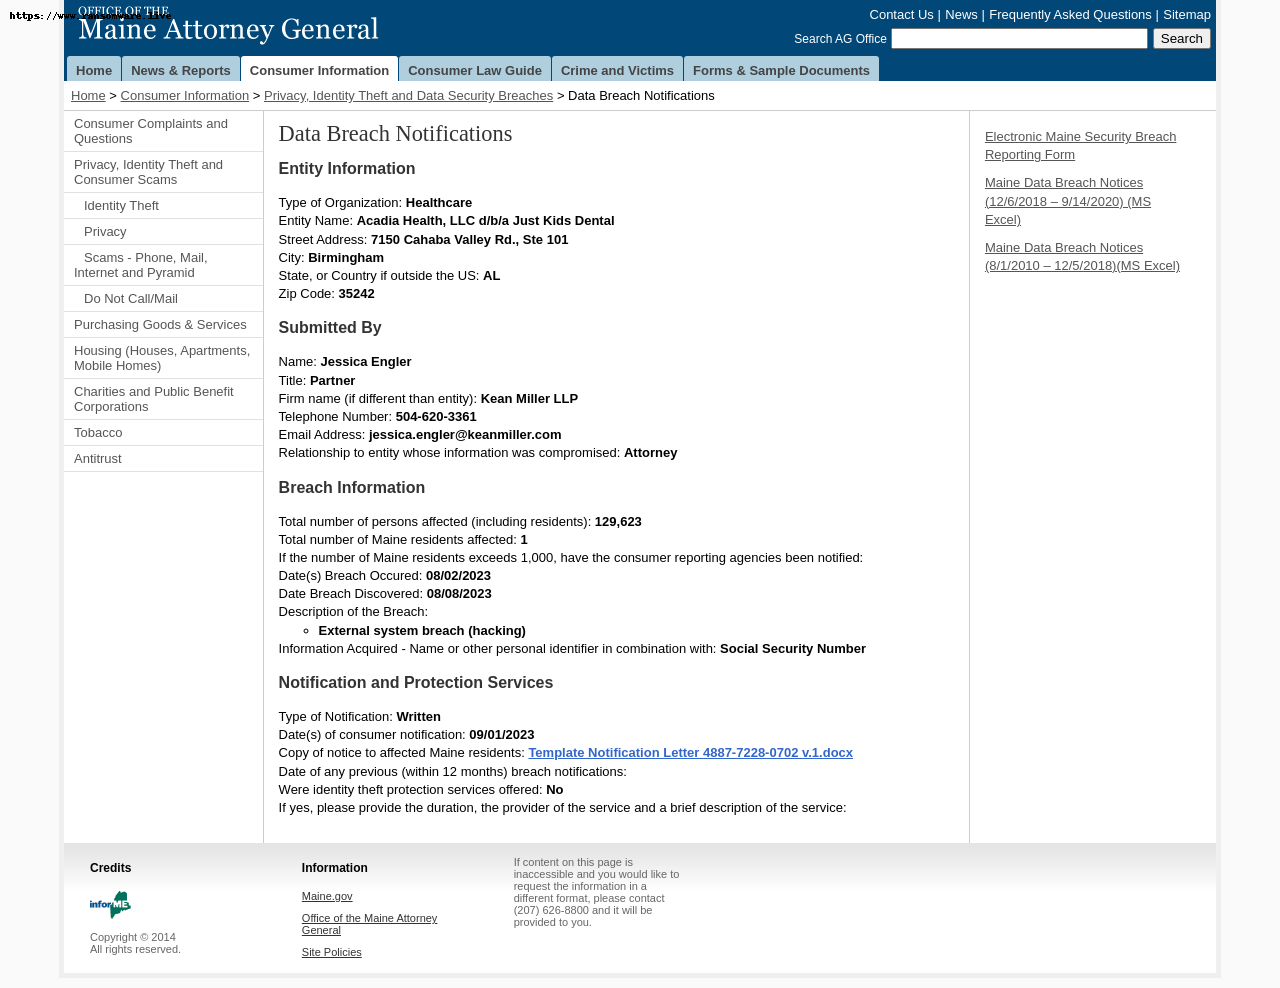 https://www.ransomware.live
OFFICE OF THE
Maine Attorney General
Contact Us | News | Frequently Asked Questions | Sitemap
Search AG Office Search
Home News & Reports Consumer Information Consumer Law Guide Crime and Victims Forms & Sample Documents
Home > Consumer Information > Privacy, Identity Theft and Data Security Breaches > Data Breach Notifications
Consumer Complaints and
Questions
Privacy, Identity Theft and
Consumer Scams
Identity Theft
Privacy
Scams - Phone, Mail,
Internet and Pyramid
Do Not Call/Mail
Purchasing Goods & Services
Housing (Houses, Apartments,
Mobile Homes)
Charities and Public Benefit
Corporations
Tobacco
Antitrust
Data Breach Notifications
Entity Information
Type of Organization: Healthcare
Entity Name: Acadia Health, LLC d/b/a Just Kids Dental
Street Address: 7150 Cahaba Valley Rd., Ste 101
City: Birmingham
State, or Country if outside the US: AL
Zip Code: 35242
Submitted By
Name: Jessica Engler
Title: Partner
Firm name (if different than entity): Kean Miller LLP
Telephone Number: 504-620-3361
Email Address: jessica.engler@keanmiller.com
Relationship to entity whose information was compromised: Attorney
Breach Information
Total number of persons affected (including residents): 129,623
Total number of Maine residents affected: 1
If the number of Maine residents exceeds 1,000, have the consumer reporting agencies been notified:
Date(s) Breach Occured: 08/02/2023
Date Breach Discovered: 08/08/2023
Description of the Breach:
External system breach (hacking)
Information Acquired - Name or other personal identifier in combination with: Social Security Number
Notification and Protection Services
Type of Notification: Written
Date(s) of consumer notification: 09/01/2023
Copy of notice to affected Maine residents: Template Notification Letter 4887-7228-0702 v.1.docx
Date of any previous (within 12 months) breach notifications:
Were identity theft protection services offered: No
If yes, please provide the duration, the provider of the service and a brief description of the service:
Electronic Maine Security Breach
Reporting Form
Maine Data Breach Notices
(12/6/2018 – 9/14/2020) (MS
Excel)
Maine Data Breach Notices
(8/1/2010 – 12/5/2018)(MS Excel)
Credits
inforME
Copyright © 2014
All rights reserved.
Information
Maine.gov
Office of the Maine Attorney
General
Site Policies
If content on this page is
inaccessible and you would like to
request the information in a
different format, please contact
(207) 626-8800 and it will be
provided to you.